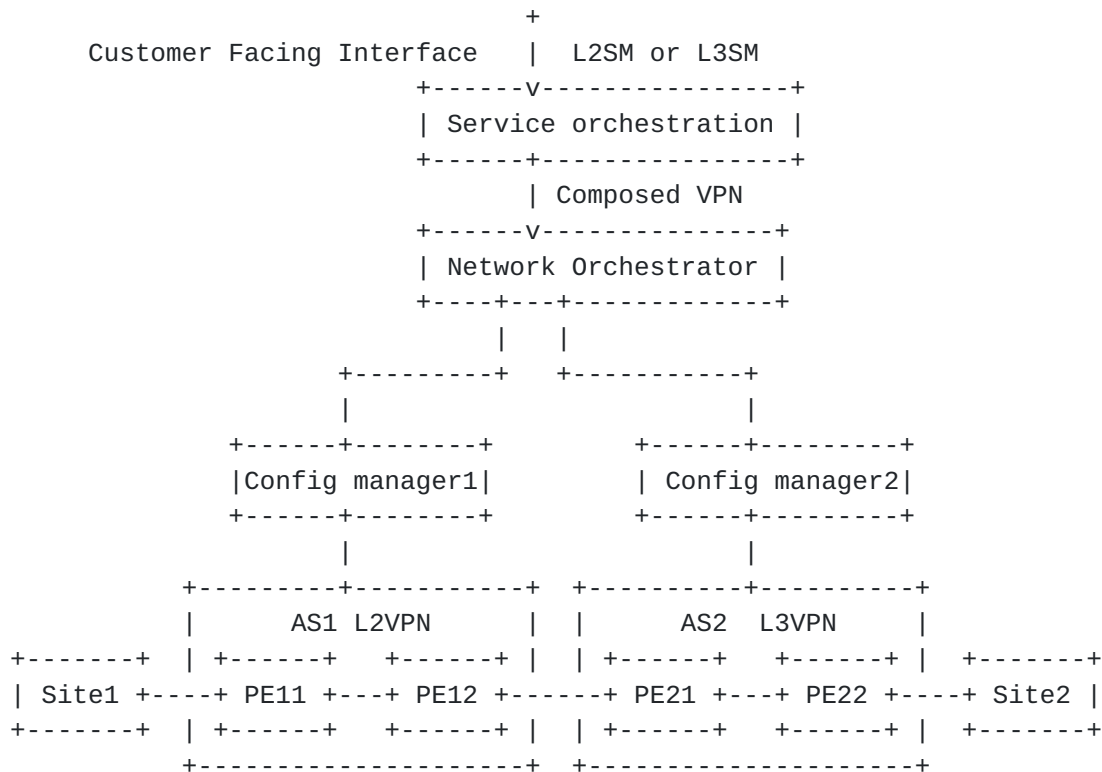 Customer Facing Interface | L2SM or L3SM
Service orchestration
Composed VPN
Network Orchestrator
Config manager1 Config manager2
AS1 L2VPN AS2 L3VPN
Site1 PE11 PE12 PE21 PE22 Site2